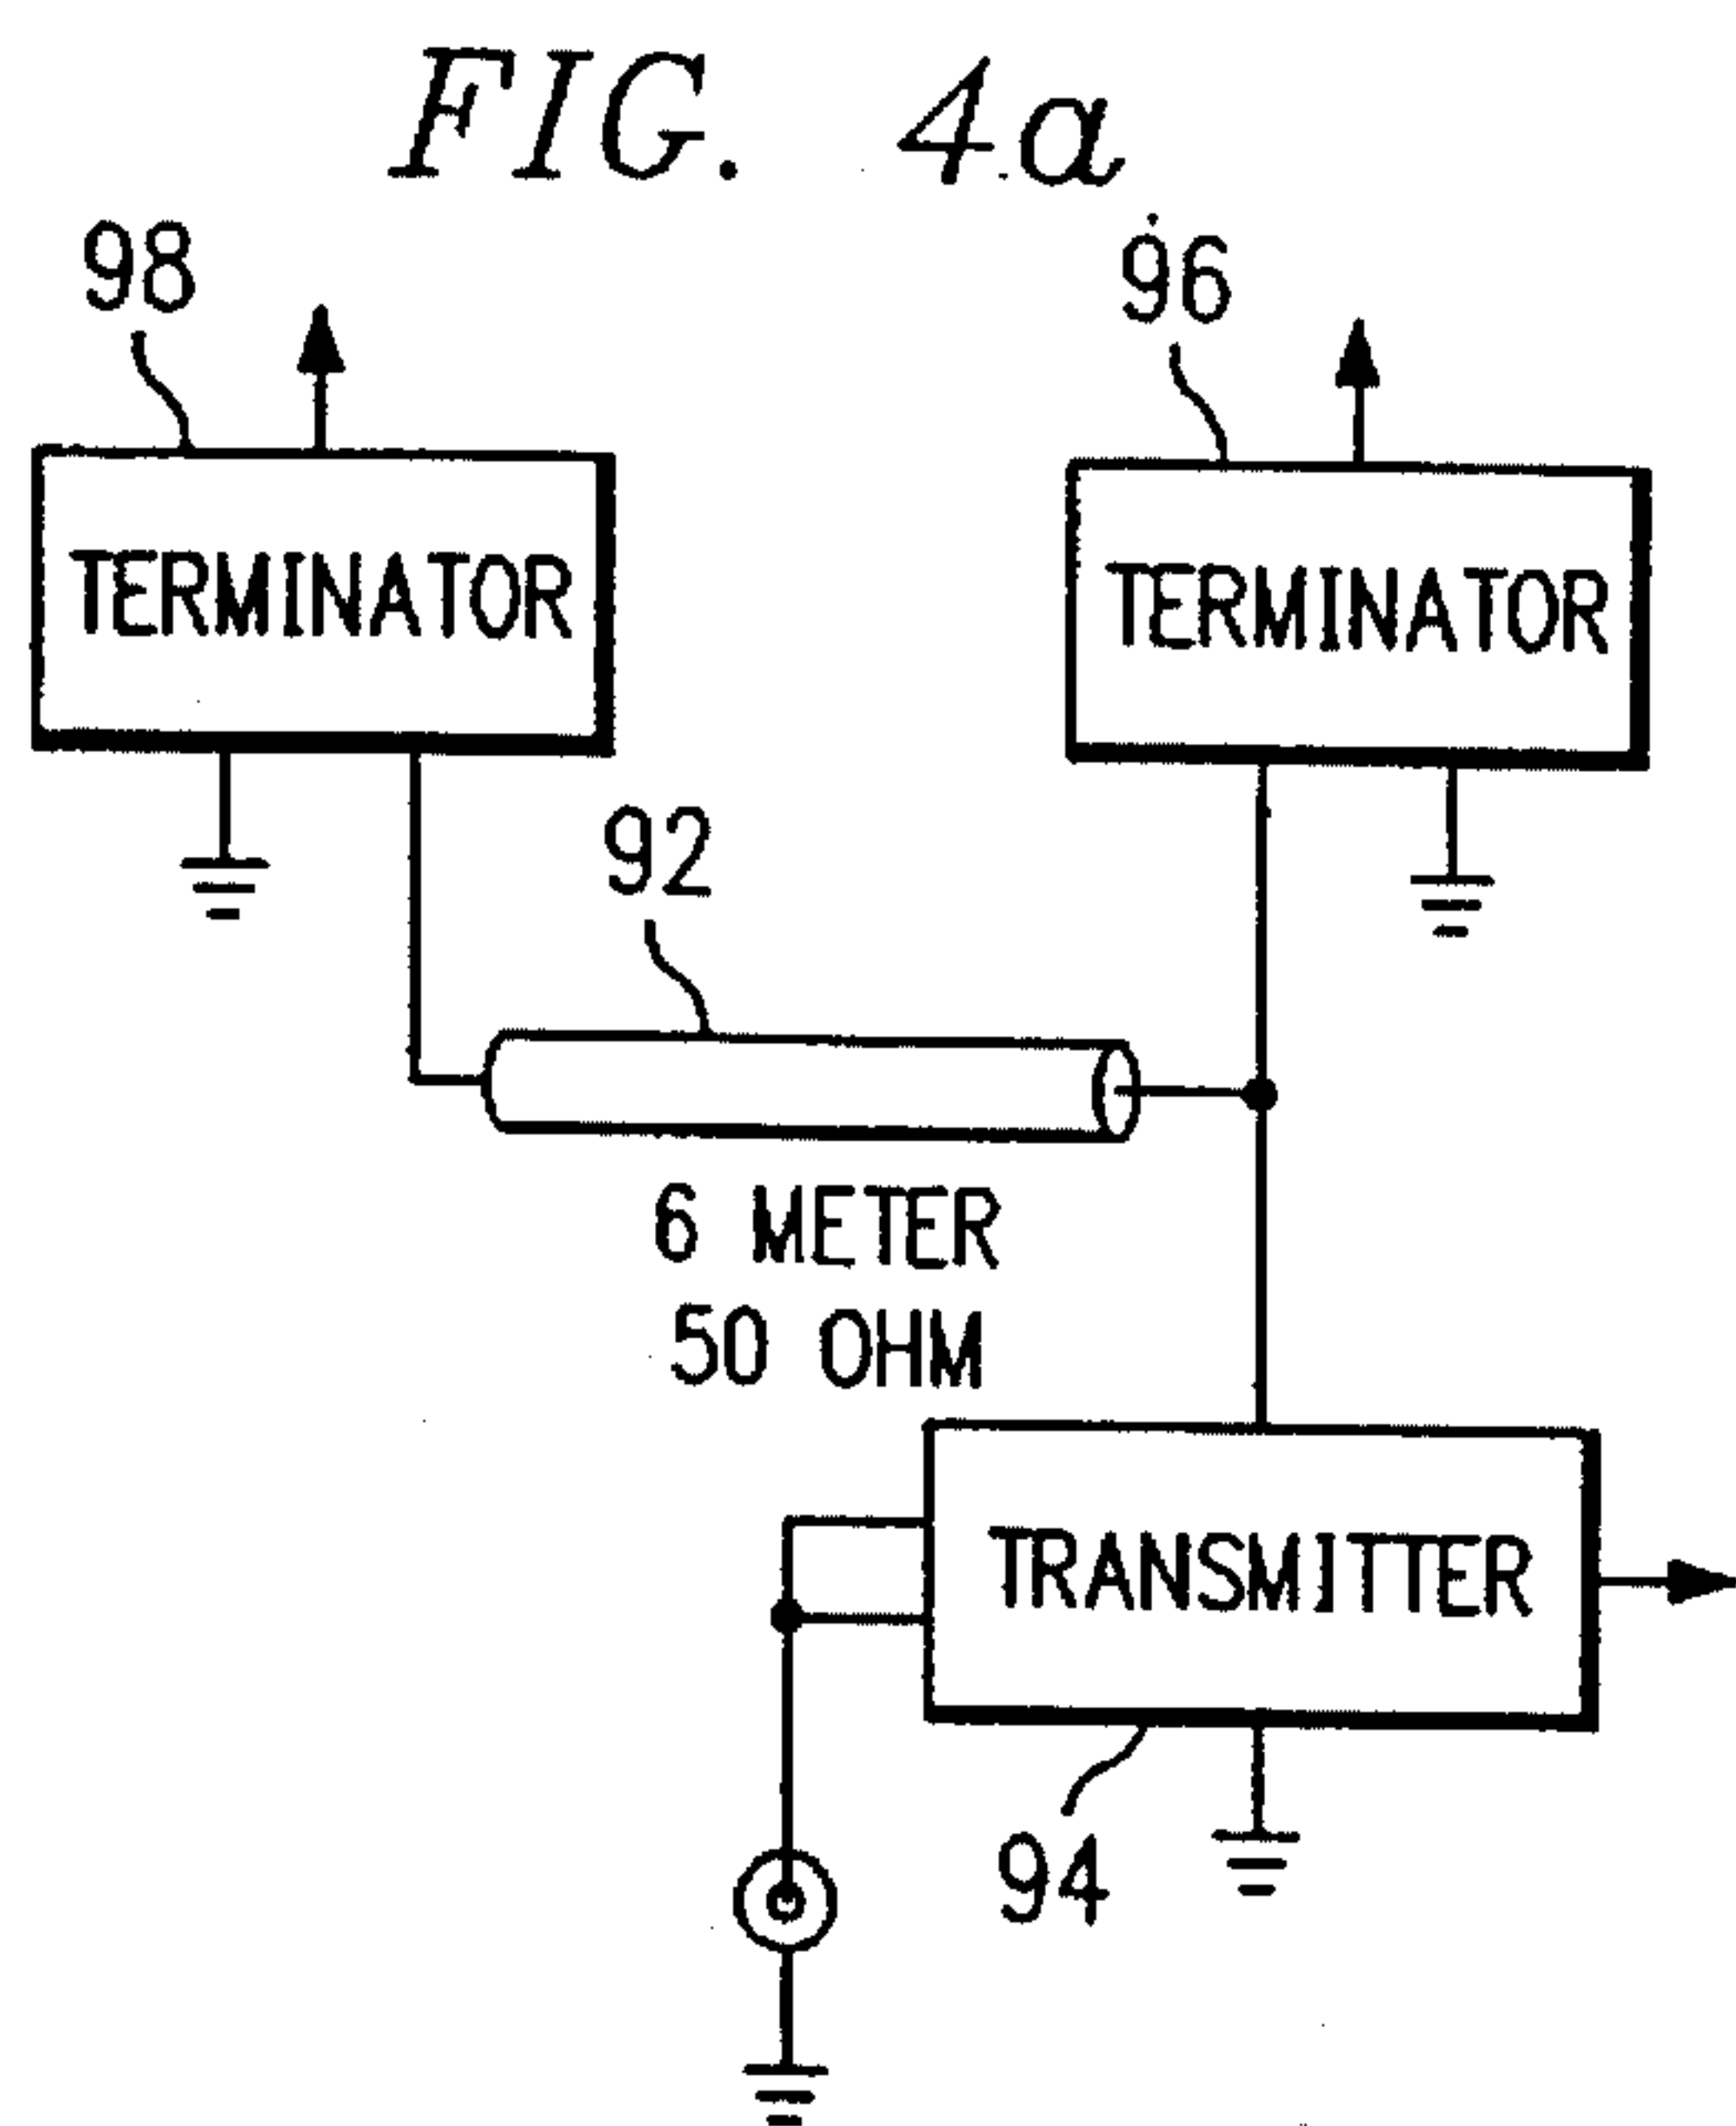 FIG. 4a
98
96
TERMINATOR
TERMINATOR
92
6 METER
50 OHM
TRANSMITTER
94